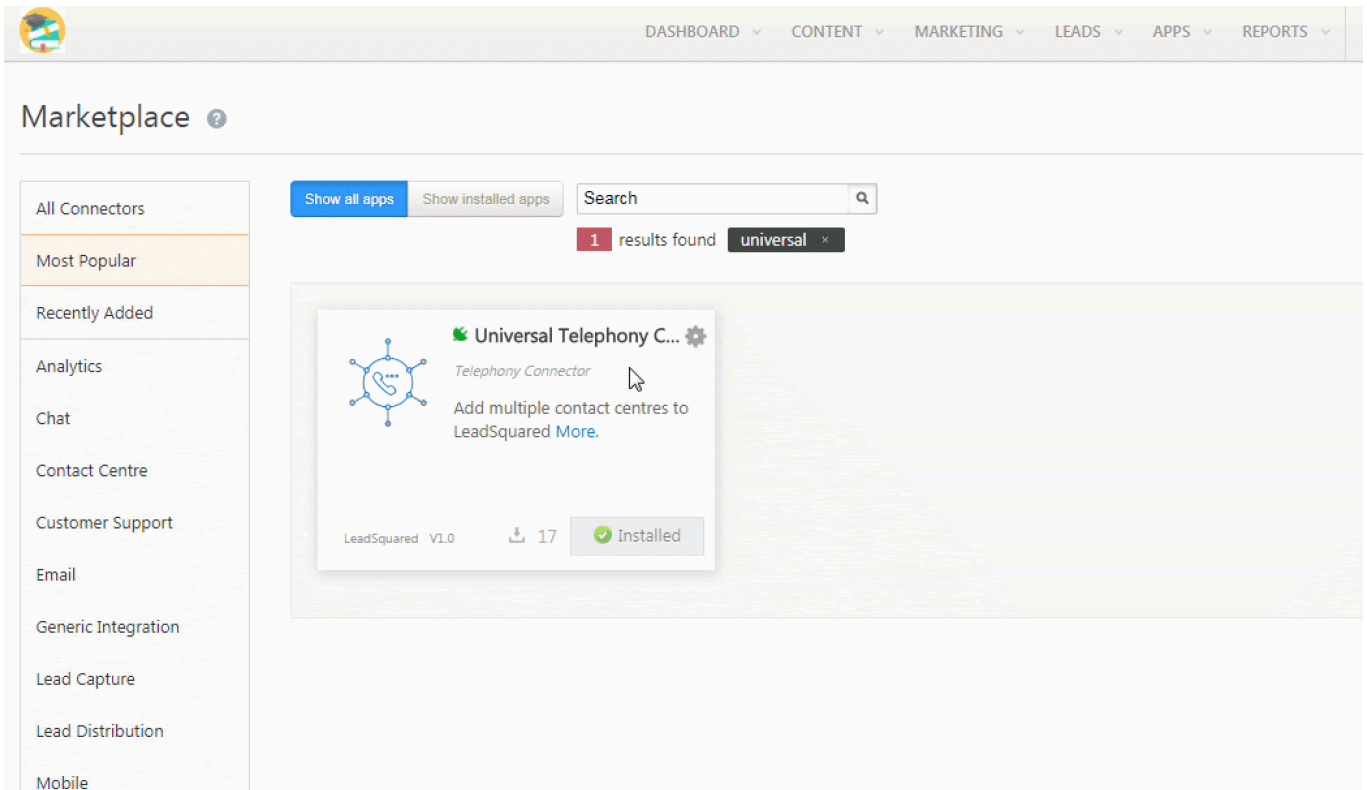 DASHBOARD CONTENT MARKETING LEADS APPS REPORTS
Marketplace ?
All Connectors
Most Popular
Recently Added
Analytics
Chat
Contact Centre
Customer Support
Email
Generic Integration
Lead Capture
Lead Distribution
Mobile
Show all apps Show installed apps Search
1 results found universal ×
Universal Telephony C...
Telephony Connector
Add multiple contact centres to
LeadSquared More.
LeadSquared V1.0 17 Installed